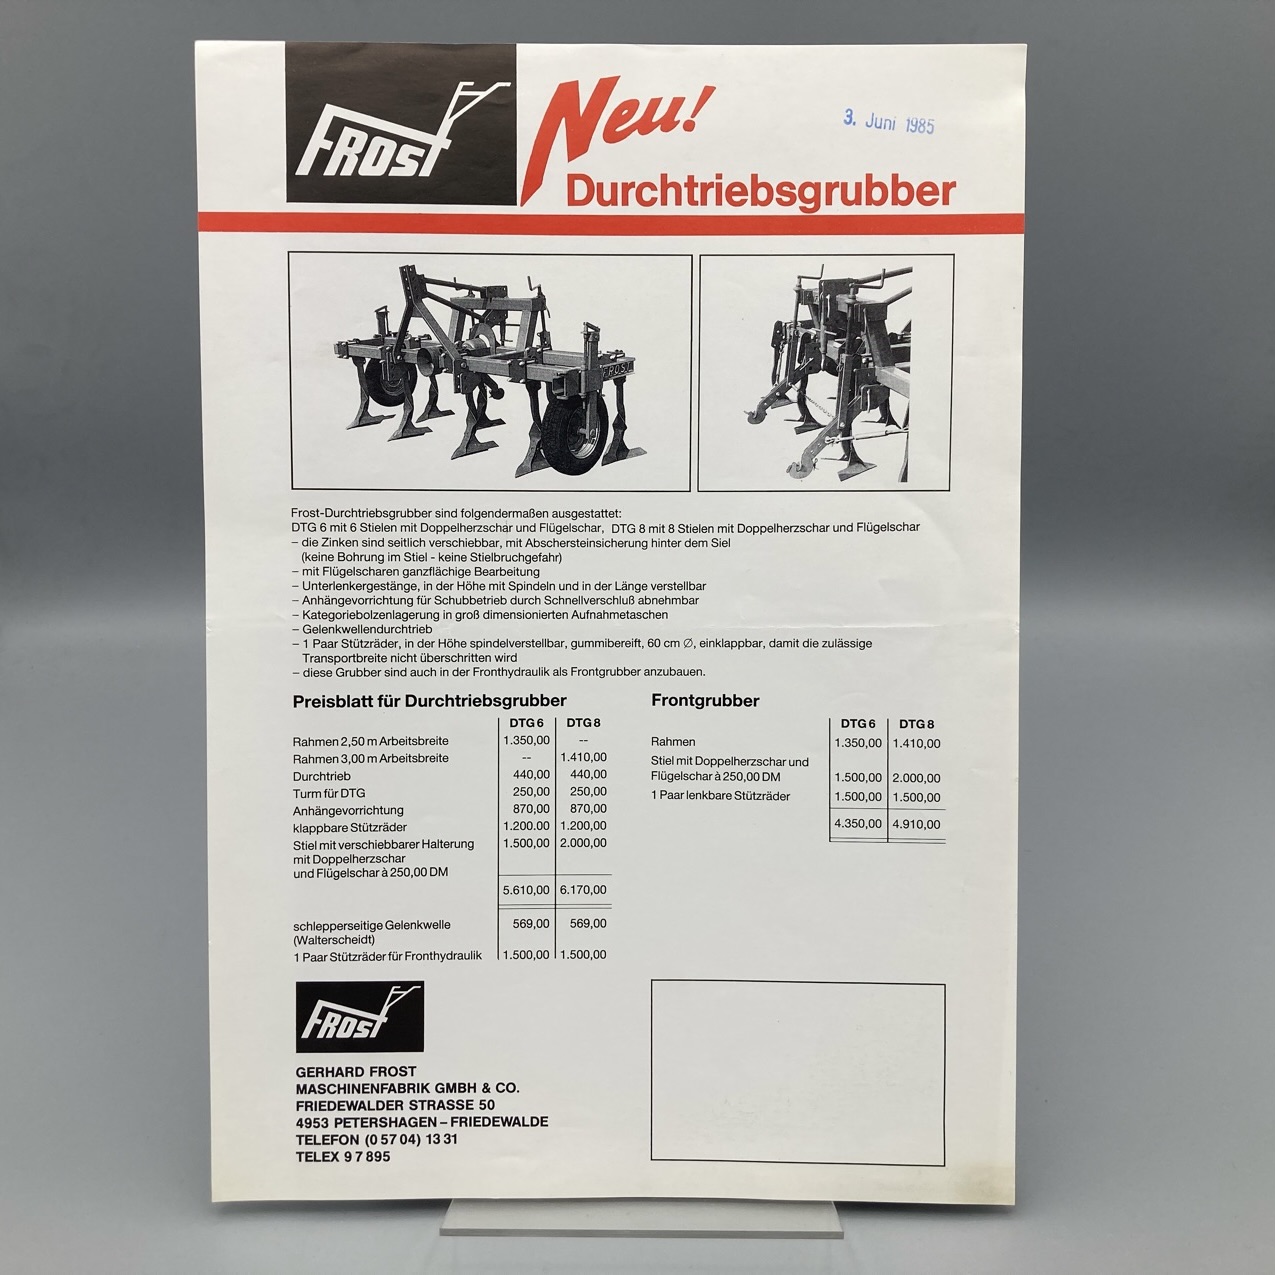 FROST
Neu!
3. Juni 1985
Durchtriebsgrubber
FROST
Frost-Durchtriebsgrubber sind folgendermaßen ausgestattet:
DTG 6 mit 6 Stielen mit Doppelherzschar und Flügelschar, DTG 8 mit 8 Stielen mit Doppelherzschar und Flügelschar
– die Zinken sind seitlich verschiebbar, mit Abschersteinsicherung hinter dem Siel
(keine Bohrung im Stiel - keine Stielbruchgefahr)
– mit Flügelscharen ganzflächige Bearbeitung
– Unterlenkergestänge, in der Höhe mit Spindeln und in der Länge verstellbar
– Anhängevorrichtung für Schubbetrieb durch Schnellverschluß abnehmbar
– Kategoriebolzenlagerung in groß dimensionierten Aufnahmetaschen
– Gelenkwellendurchtrieb
– 1 Paar Stützräder, in der Höhe spindelverstellbar, gummibereift, 60 cm ∅, einklappbar, damit die zulässige
Transportbreite nicht überschritten wird
– diese Grubber sind auch in der Fronthydraulik als Frontgrubber anzubauen.
Preisblatt für Durchtriebsgrubber
DTG 6 DTG 8
Rahmen 2,50 m Arbeitsbreite 1.350,00 --
Rahmen 3,00 m Arbeitsbreite -- 1.410,00
Durchtrieb 440,00 440,00
Turm für DTG 250,00 250,00
Anhängevorrichtung 870,00 870,00
klappbare Stützräder 1.200.00 1.200,00
Stiel mit verschiebbarer Halterung 1.500,00 2.000,00
mit Doppelherzschar
und Flügelschar à 250,00 DM
5.610,00 6.170,00
schlepperseitige Gelenkwelle 569,00 569,00
(Walterscheidt)
1 Paar Stützräder für Fronthydraulik 1.500,00 1.500,00
Frontgrubber
DTG 6 DTG 8
Rahmen 1.350,00 1.410,00
Stiel mit Doppelherzschar und
Flügelschar à 250,00 DM 1.500,00 2.000,00
1 Paar lenkbare Stützräder 1.500,00 1.500,00
4.350,00 4.910,00
FROST
GERHARD FROST
MASCHINENFABRIK GMBH & CO.
FRIEDEWALDER STRASSE 50
4953 PETERSHAGEN – FRIEDEWALDE
TELEFON (0 57 04) 13 31
TELEX 9 7 895